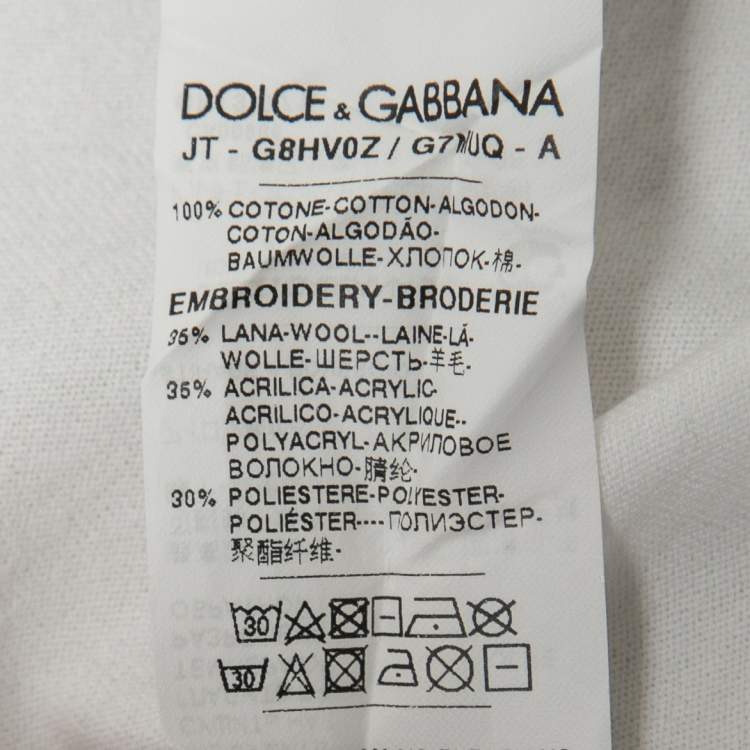 DOLCE & GABBANA
JT - G8HV0Z / UQ - A
100% COTONE-COTTON-ALGODON-
COTON-ALGODÃO-
BAUMWOLLE-ХЛОПОК-棉-
EMBROIDERY-BRODERIE
35% LANA-WOOL--LAINE-LÃ-
WOLLE-ШЕРСТЬ-羊毛-
35% ACRILICA-ACRYLIC-
ACRILICO-ACRYLIQUE--
POLYACRYL-АКРИЛОВОЕ
ВОЛОКНО-腈纶-
30% POLIESTERE-POLYESTER-
POLIÉSTER----ПОЛИЭСТЕР-
聚酯纤维-
30
30